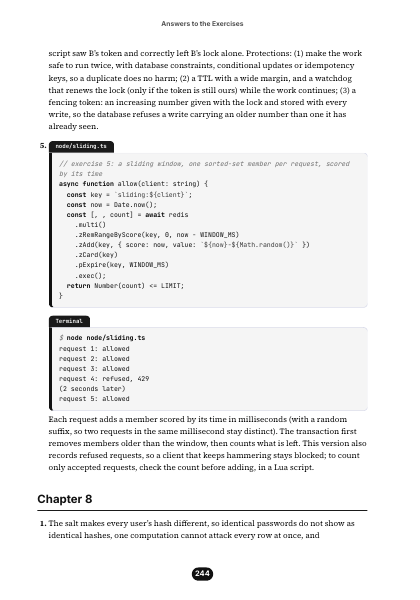 Answers to the Exercises
script saw B's token and correctly left B's lock alone. Protections: (1) make the work
safe to run twice, with database constraints, conditional updates or idempotency
keys, so a duplicate does no harm; (2) a TTL with a wide margin, and a watchdog
that renews the lock (only if the token is still ours) while the work continues; (3) a
fencing token: an increasing number given with the lock and stored with every
write, so the database refuses a write carrying an older number than one it has
already seen.
5. node/sliding.ts
// exercise 5: a sliding window, one sorted-set member per request, scored
by its time
async function allow(client: string) {
  const key = `sliding:${client}`;
  const now = Date.now();
  const [, , count] = await redis
    .multi()
    .zRemRangeByScore(key, 0, now - WINDOW_MS)
    .zAdd(key, { score: now, value: `${now}-${Math.random()}` })
    .zCard(key)
    .pExpire(key, WINDOW_MS)
    .exec();
  return Number(count) <= LIMIT;
}
Terminal
$ node node/sliding.ts
request 1: allowed
request 2: allowed
request 3: allowed
request 4: refused, 429
(2 seconds later)
request 5: allowed
Each request adds a member scored by its time in milliseconds (with a random
suffix, so two requests in the same millisecond stay distinct). The transaction first
removes members older than the window, then counts what is left. This version also
records refused requests, so a client that keeps hammering stays blocked; to count
only accepted requests, check the count before adding, in a Lua script.
Chapter 8
1. The salt makes every user's hash different, so identical passwords do not show as
identical hashes, one computation cannot attack every row at once, and
244